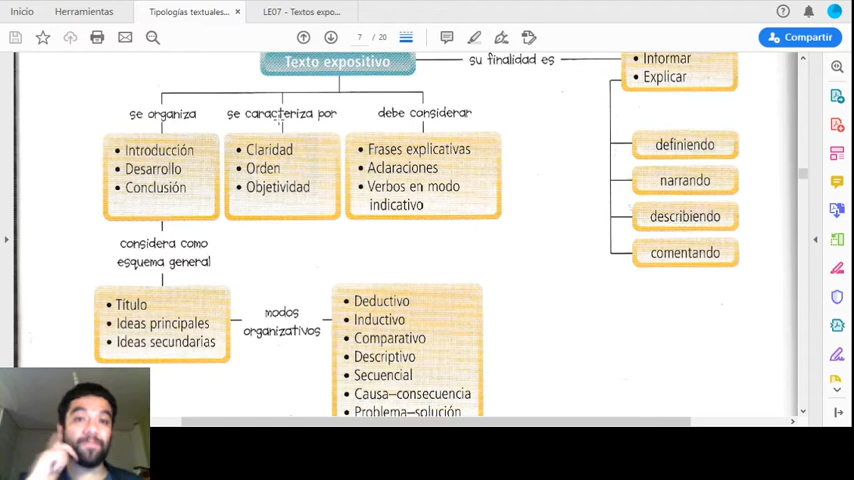 Inicio
Herramientas
Tipologías textuales...
×
LE07 - Textos expo...
Iniciar sesión
7 / 20
Compartir
Texto expositivo
su finalidad es
• Informar
• Explicar
se organiza
se caracteriza por
debe considerar
• Introducción
• Desarrollo
• Conclusión
• Claridad
• Orden
• Objetividad
• Frases explicativas
• Aclaraciones
• Verbos en modo
indicativo
definiendo
narrando
describiendo
comentando
considera como
esquema general
• Título
• Ideas principales
• Ideas secundarias
modos
organizativos
• Deductivo
• Inductivo
• Comparativo
• Descriptivo
• Secuencial
• Causa–consecuencia
• Problema–solución